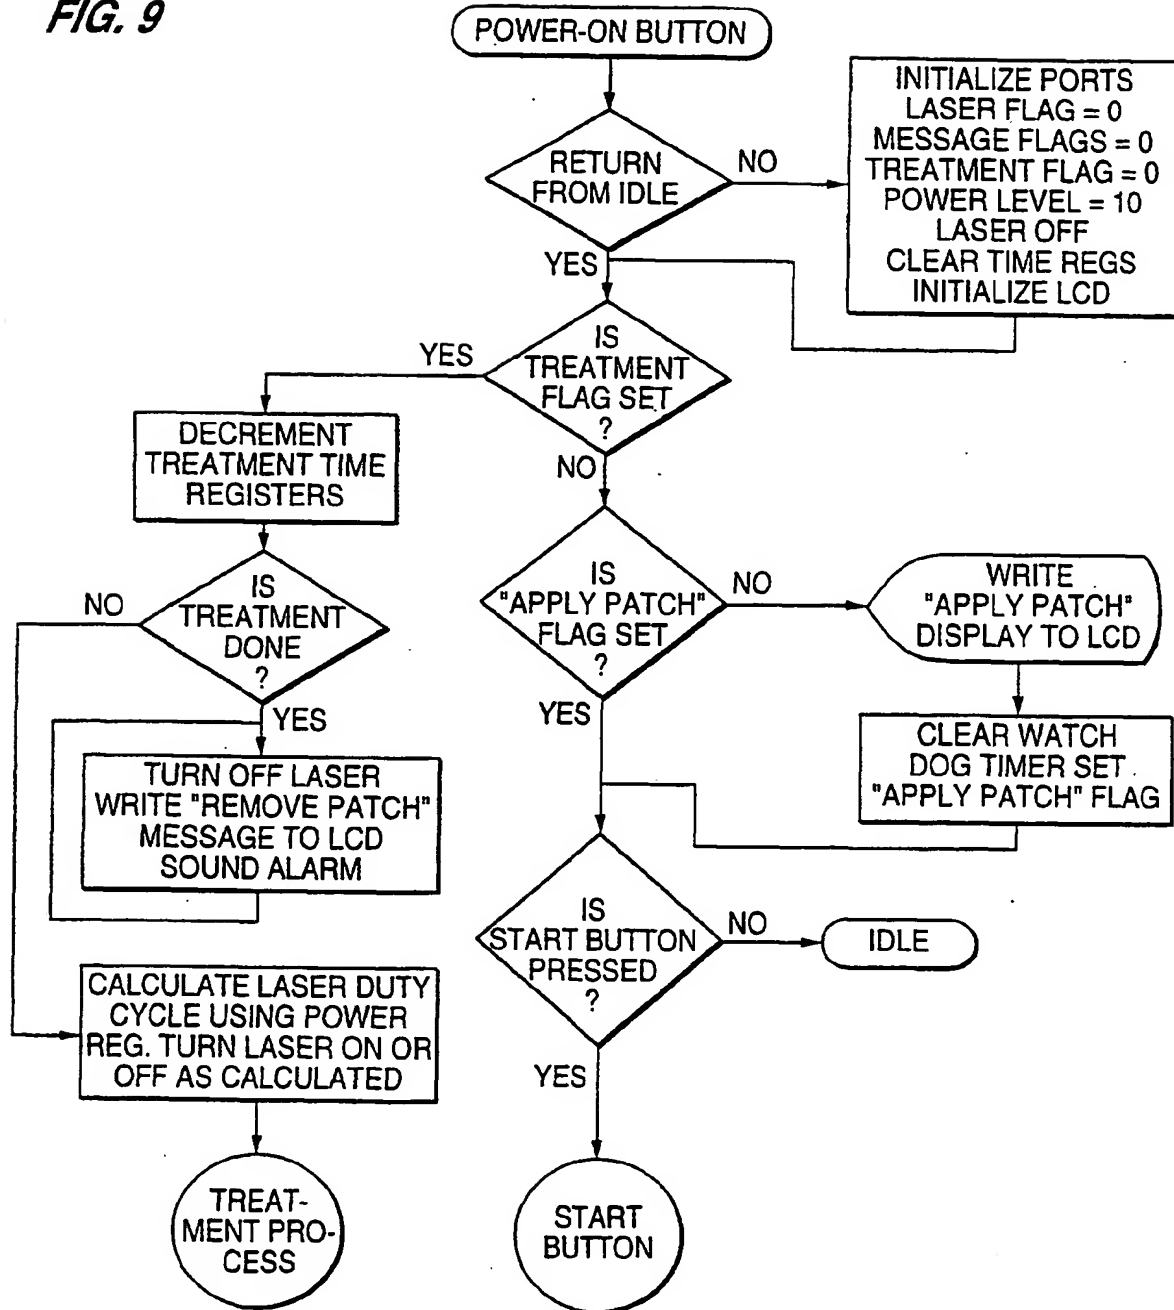 FIG. 9
POWER-ON BUTTON
RETURN
FROM IDLE
NO
INITIALIZE PORTS
LASER FLAG = 0
MESSAGE FLAGS = 0
TREATMENT FLAG = 0
POWER LEVEL = 10
LASER OFF
CLEAR TIME REGS
INITIALIZE LCD
YES
IS
TREATMENT
FLAG SET
?
YES
DECREMENT
TREATMENT TIME
REGISTERS
NO
IS
TREATMENT
DONE
?
NO
YES
TURN OFF LASER
WRITE "REMOVE PATCH"
MESSAGE TO LCD
SOUND ALARM
CALCULATE LASER DUTY
CYCLE USING POWER
REG. TURN LASER ON OR
OFF AS CALCULATED
TREAT-
MENT PRO-
CESS
IS
"APPLY PATCH"
FLAG SET
?
NO
WRITE
"APPLY PATCH"
DISPLAY TO LCD
CLEAR WATCH
DOG TIMER SET
"APPLY PATCH" FLAG
YES
IS
START BUTTON
PRESSED
?
NO
IDLE
YES
START
BUTTON